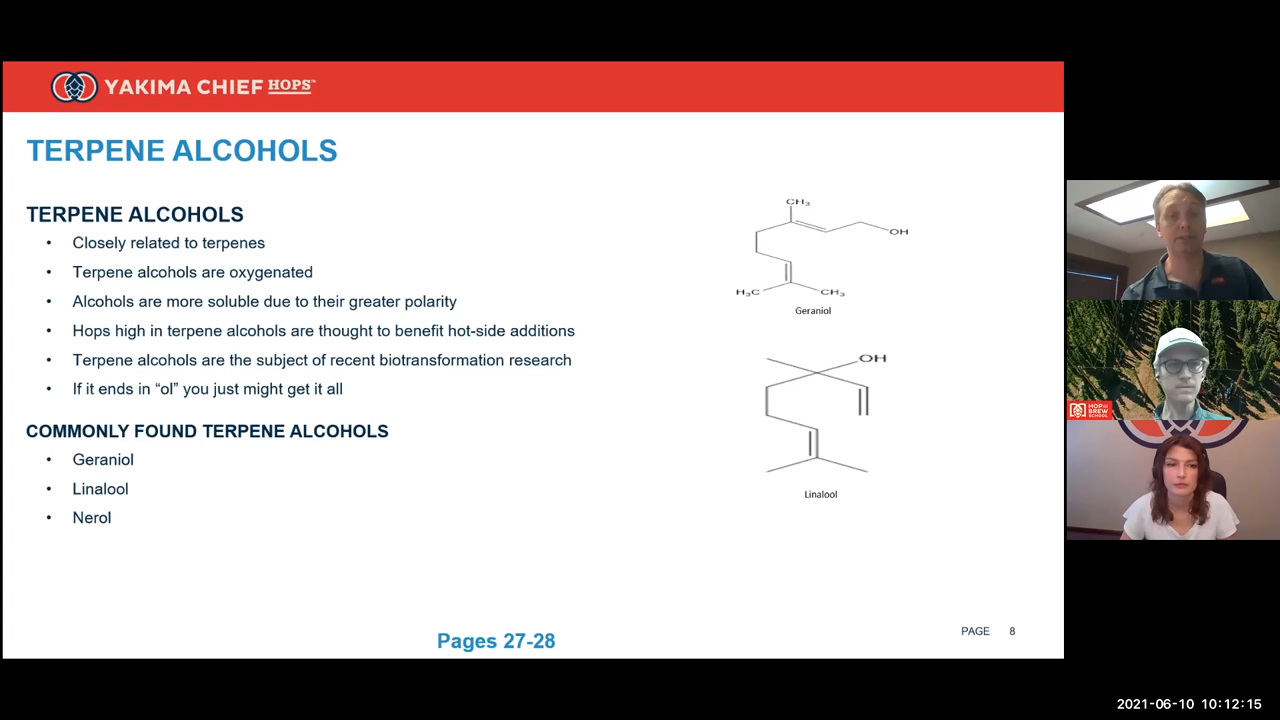 YAKIMA CHIEF HOPS™
TERPENE ALCOHOLS
TERPENE ALCOHOLS
• Closely related to terpenes
• Terpene alcohols are oxygenated
• Alcohols are more soluble due to their greater polarity
• Hops high in terpene alcohols are thought to benefit hot-side additions
• Terpene alcohols are the subject of recent biotransformation research
• If it ends in “ol” you just might get it all
COMMONLY FOUND TERPENE ALCOHOLS
• Geraniol
• Linalool
• Nerol
CH₃
OH
H₃C
CH₃
Geraniol
OH
Linalool
Pages 27-28
PAGE 8
HOP &
BREW
SCHOOL
2021-06-10 10:12:15